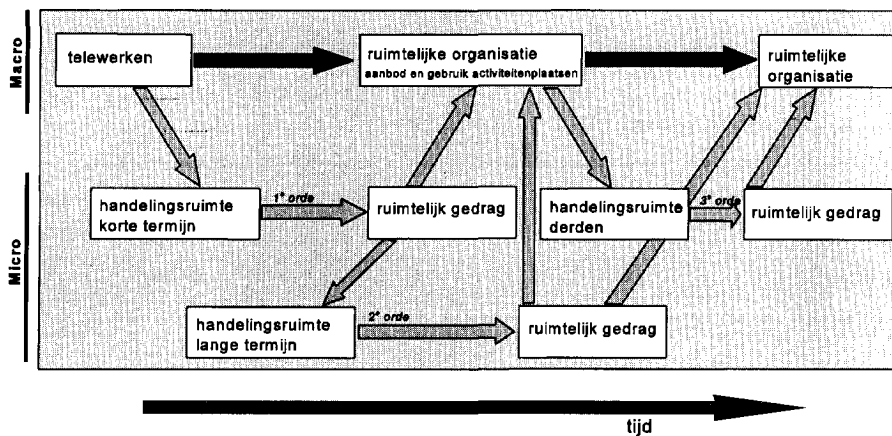 Macro
telewerken
ruimtelijke organisatie
aanbod en gebruik activiteitenplaatsen
ruimtelijke
organisatie
Micro
handelingsruimte
korte termijn
1e orde
ruimtelijk gedrag
handelingsruimte
derden
3e orde
ruimtelijk gedrag
handelingsruimte
lange termijn
2e orde
ruimtelijk gedrag
tijd